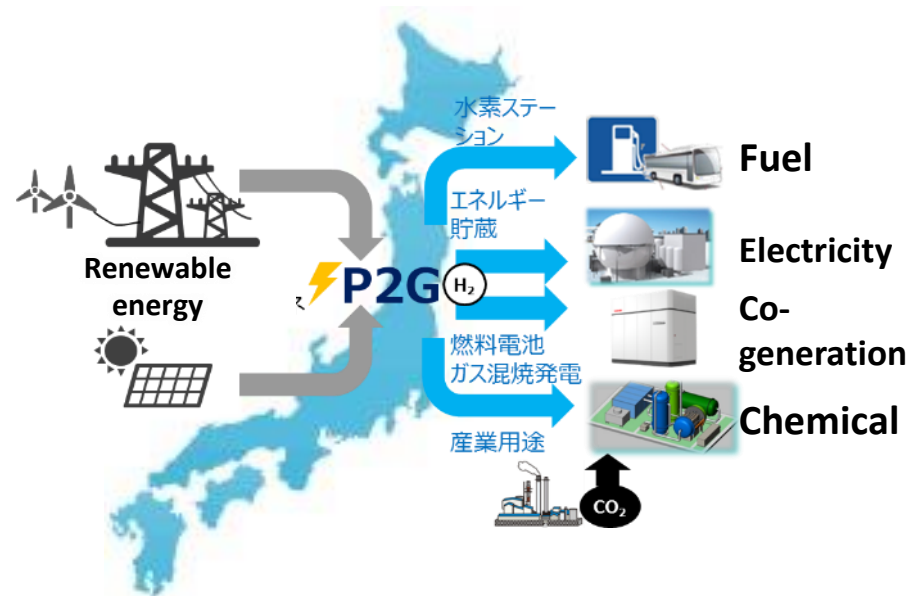 水素ステー
ション
Fuel
エネルギー
貯蔵
Renewable
energy
Electricity
P2G H₂
Co-
generation
燃料電池
ガス混焼発電
Chemical
産業用途
CO₂